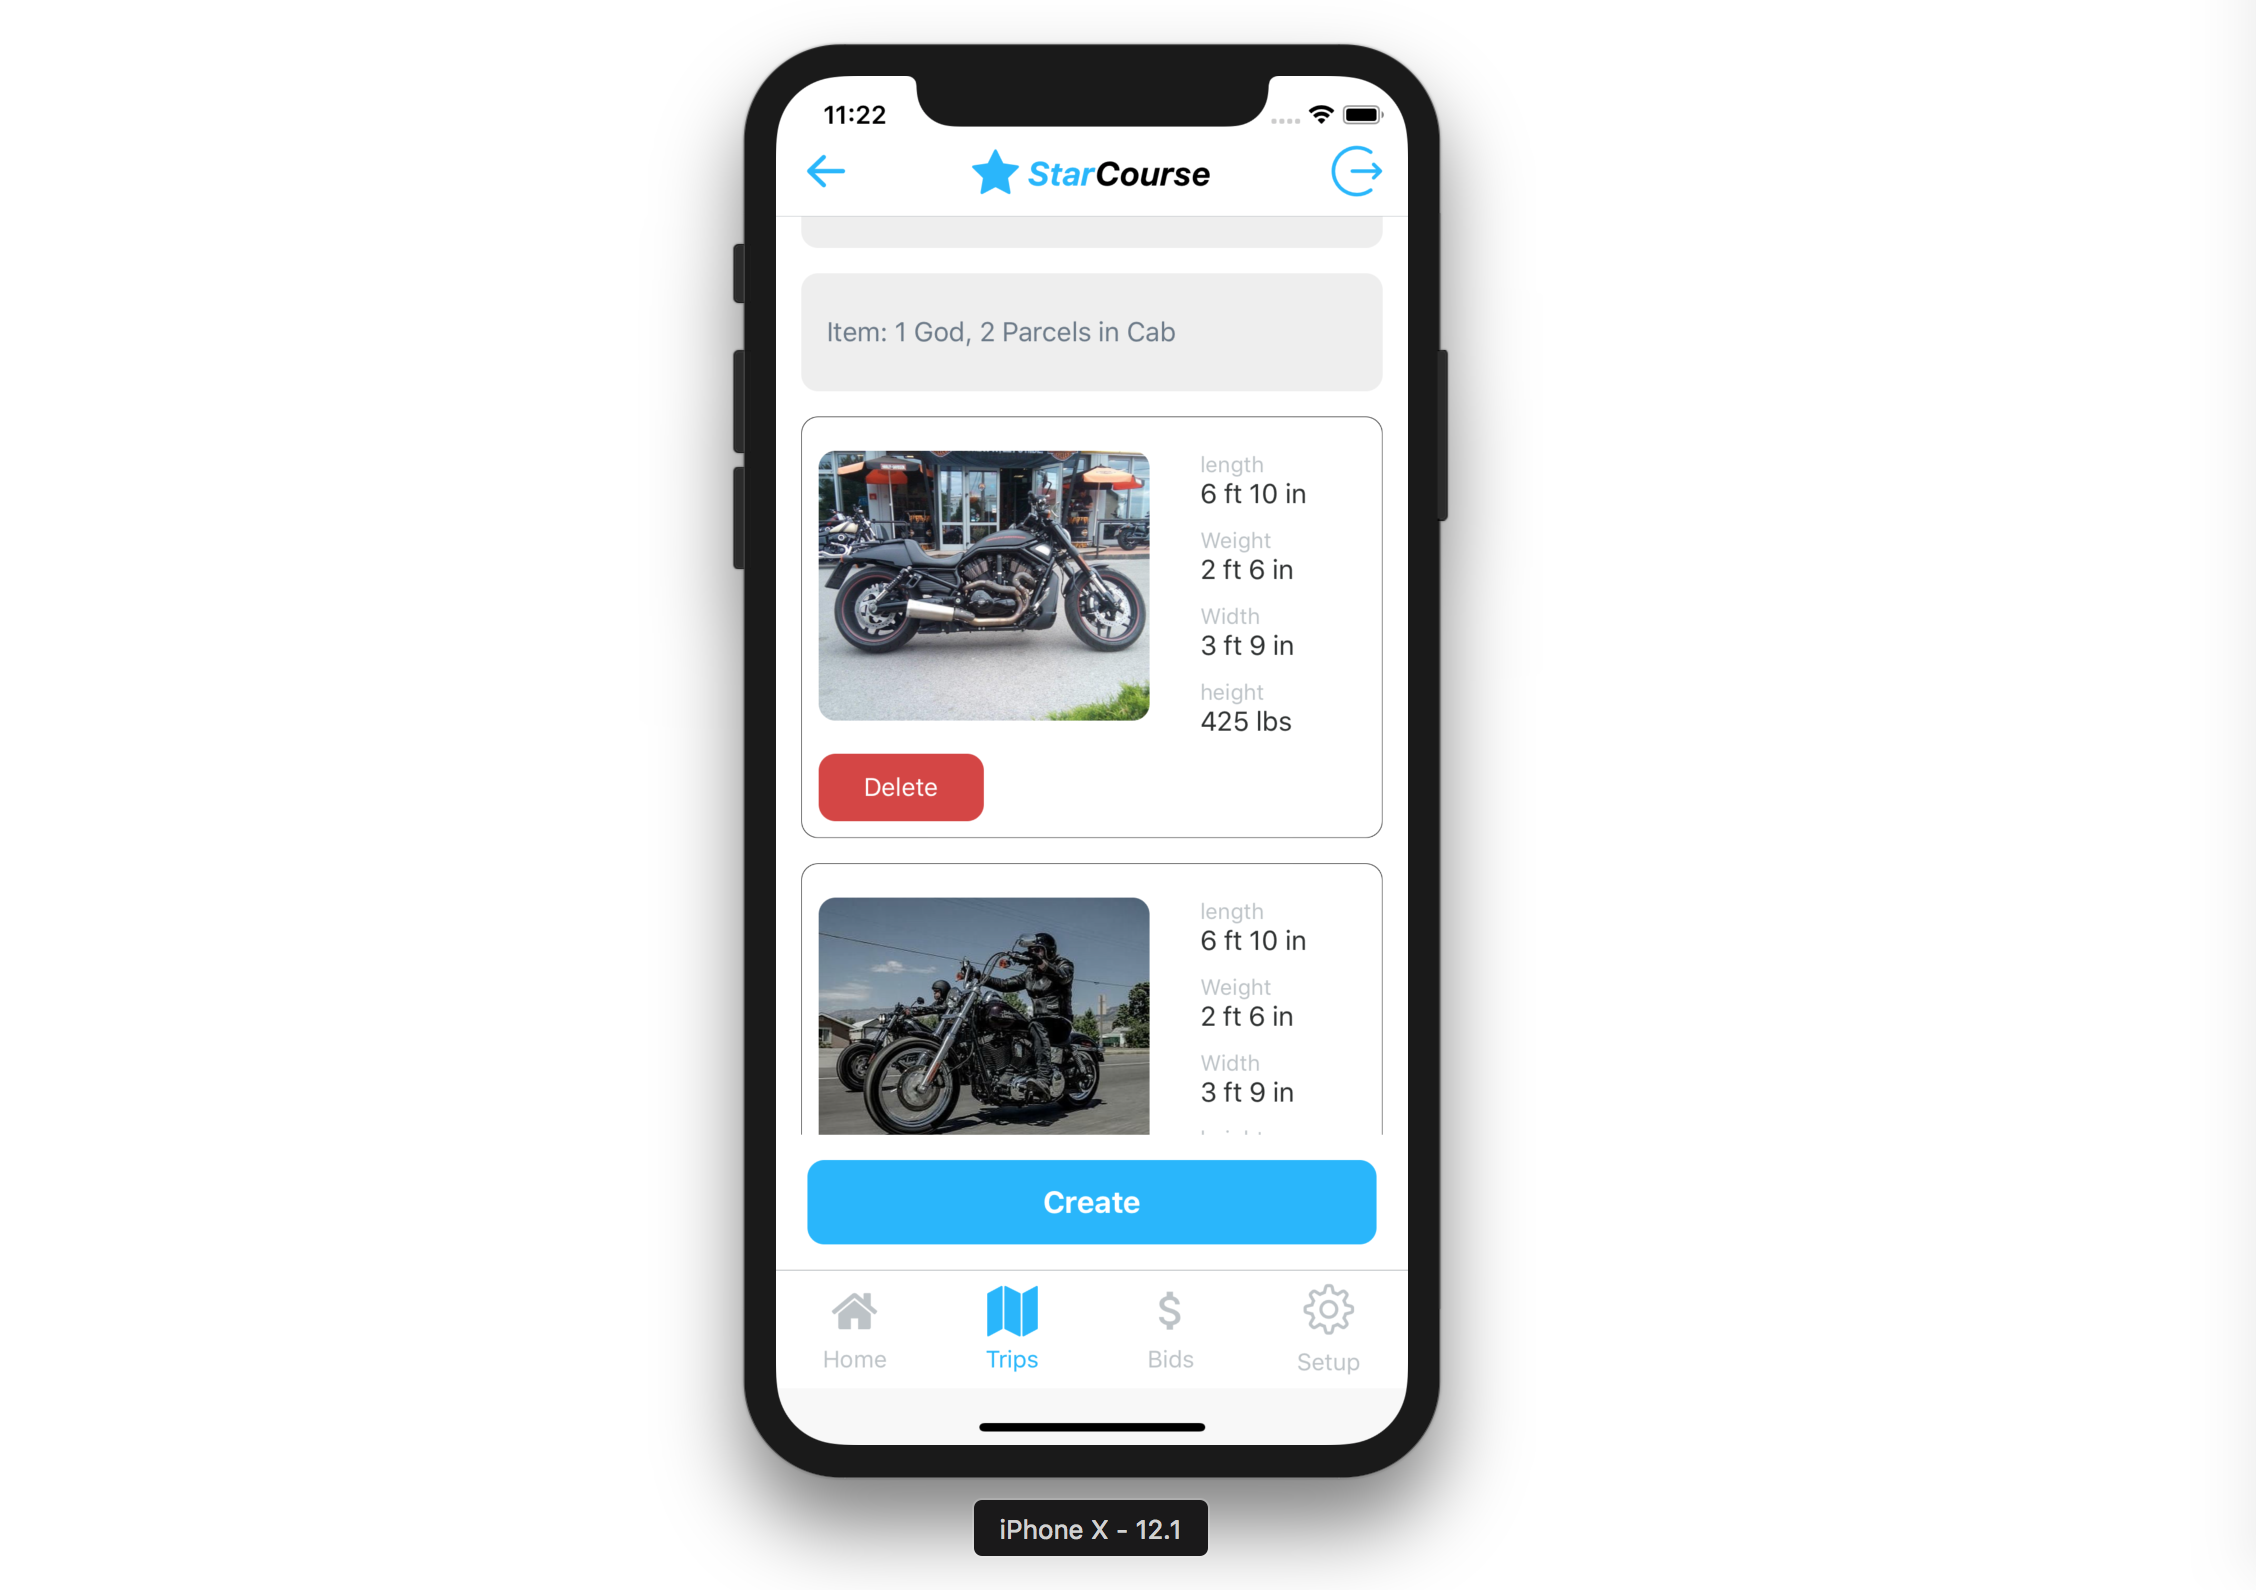 11:22
StarCourse
Item: 1 God, 2 Parcels in Cab
length
6 ft 10 in
Weight
2 ft 6 in
Width
3 ft 9 in
height
425 lbs
Delete
length
6 ft 10 in
Weight
2 ft 6 in
Width
3 ft 9 in
Create
Home
Trips
Bids
Setup
iPhone X - 12.1